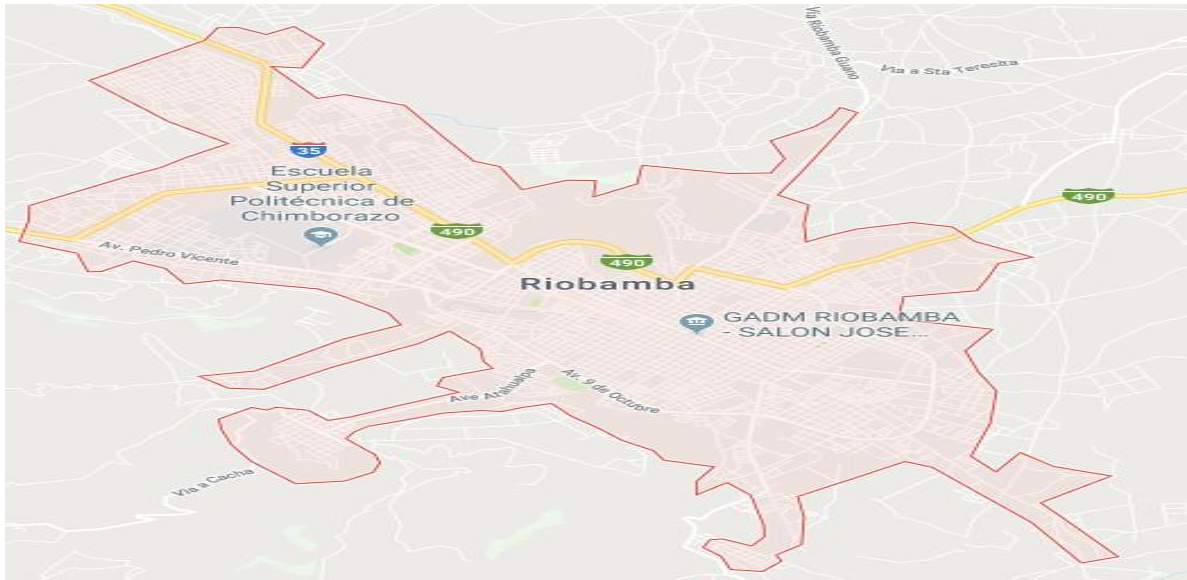 Vía Riobamba Guano
Vía a Sta Teresita
35
Escuela
Superior
Politécnica de
Chimborazo
490
490
Av. Pedro Vicente
490
Riobamba
GADM RIOBAMBA
- SALON JOSE...
Av. 9 de Octubre
Ave Atahualpa
Vía a Cacha